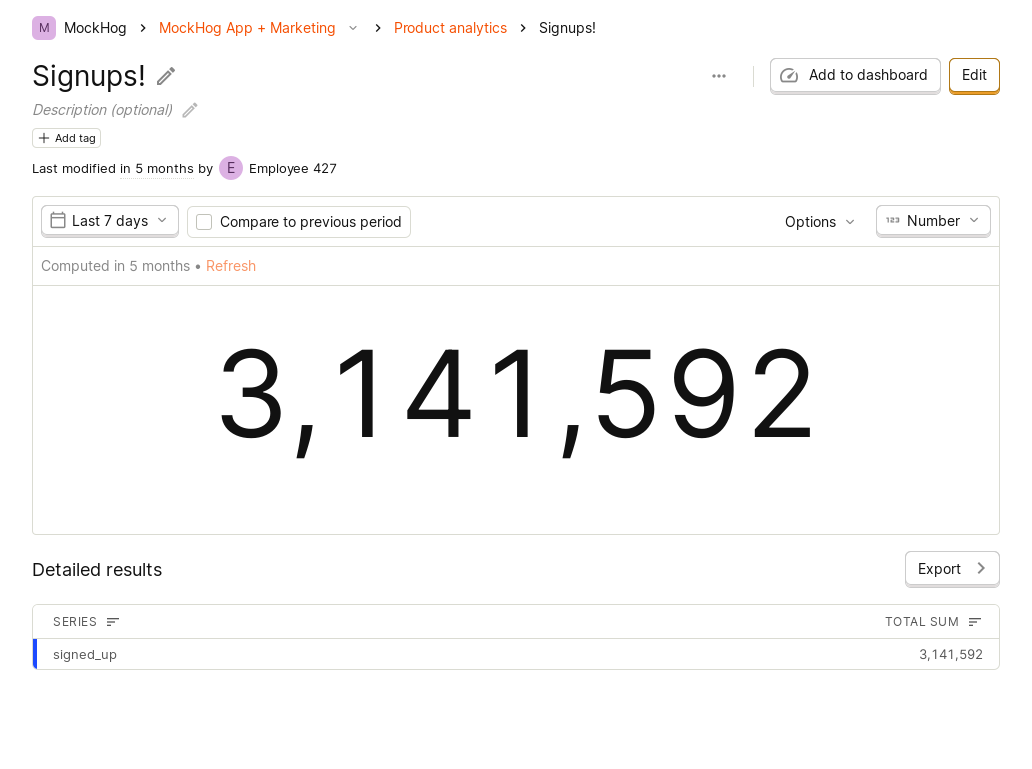 M MockHog MockHog App + Marketing Product analytics Signups!
Signups!
Add to dashboard Edit
Description (optional)
Add tag
Last modified in 5 months by E Employee 427
Last 7 days Compare to previous period Options 123 Number
Computed in 5 months • Refresh
3,141,592
Detailed results Export
SERIES TOTAL SUM
signed_up 3,141,592